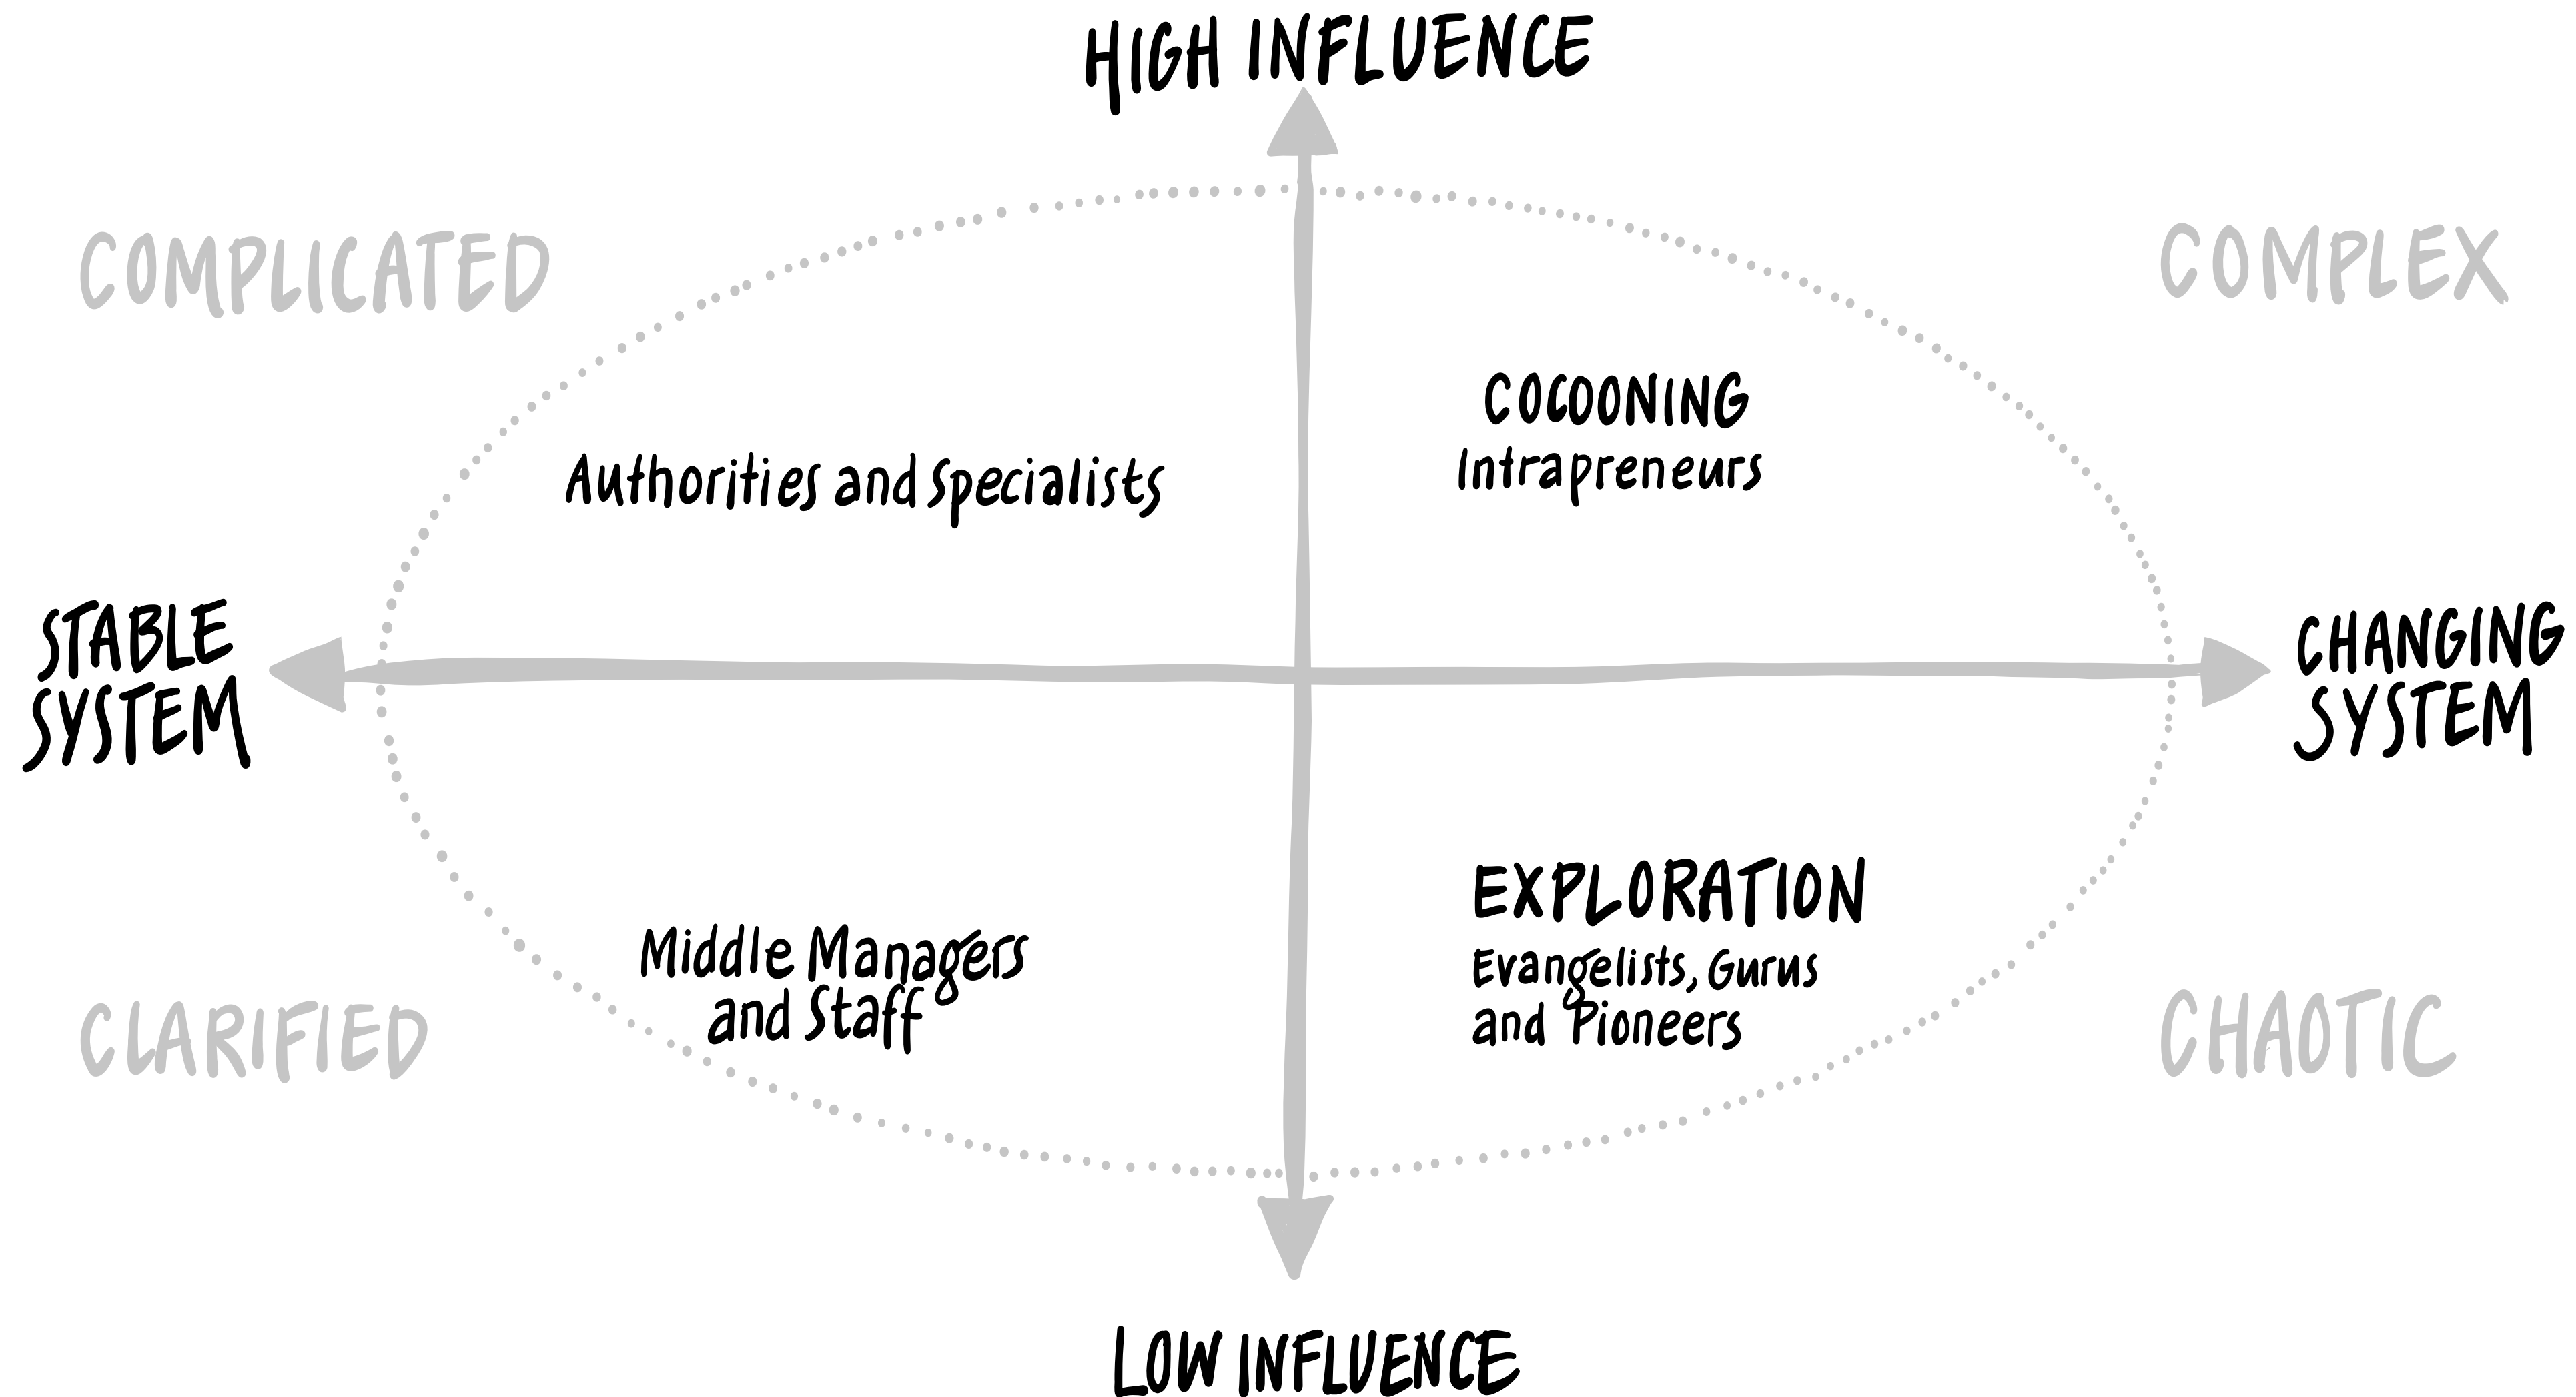 HIGH INFLUENCE
COMPLICATED
COMPLEX
COCOONING
Intrapreneurs
Authorities and Specialists
STABLE
SYSTEM
CHANGING
SYSTEM
EXPLORATION
Evangelists, Gurus
and Pioneers
Middle Managers
and Staff
CLARIFIED
CHAOTIC
LOW INFLUENCE